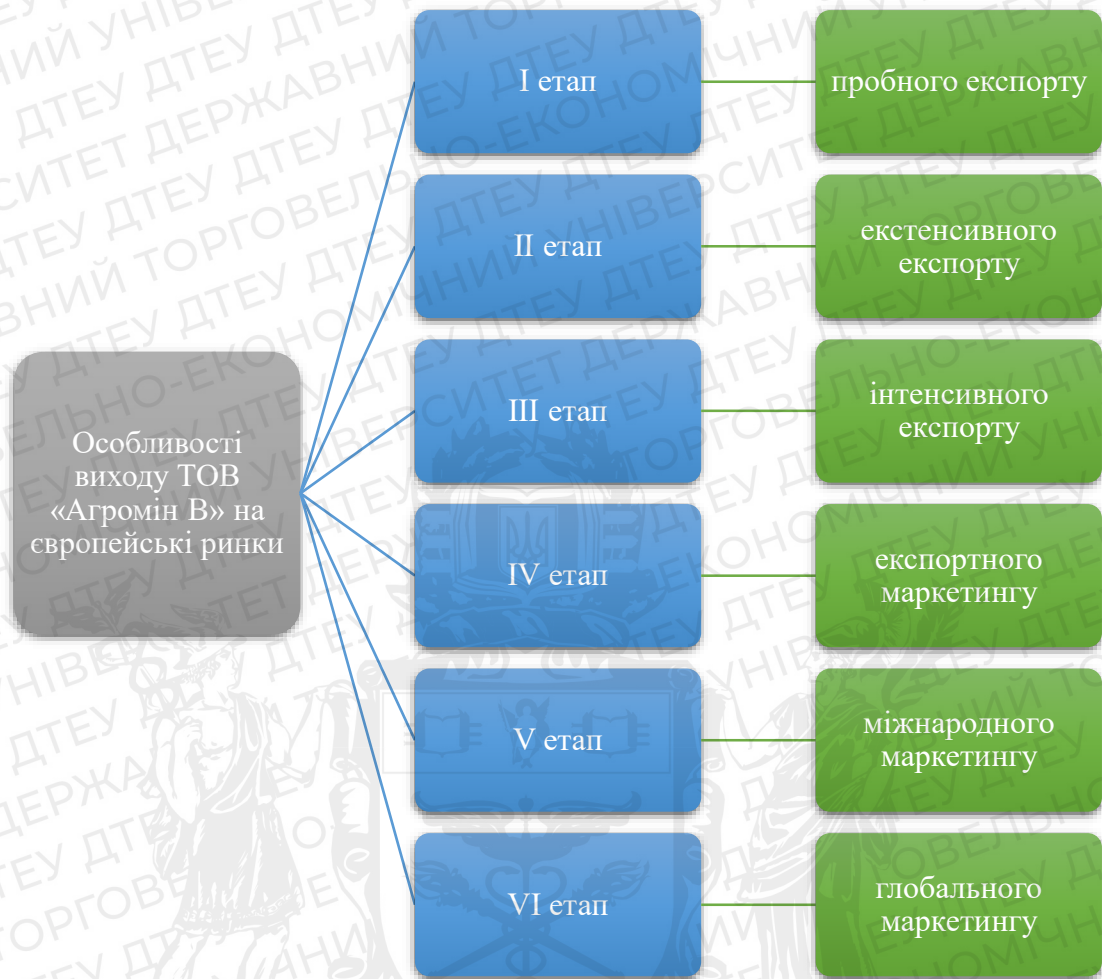 Особливості
виходу ТОВ
«Агромін В» на
європейські ринки
I етап
пробного експорту
II етап
екстенсивного
експорту
III етап
інтенсивного
експорту
IV етап
експортного
маркетингу
V етап
міжнародного
маркетингу
VI етап
глобального
маркетингу